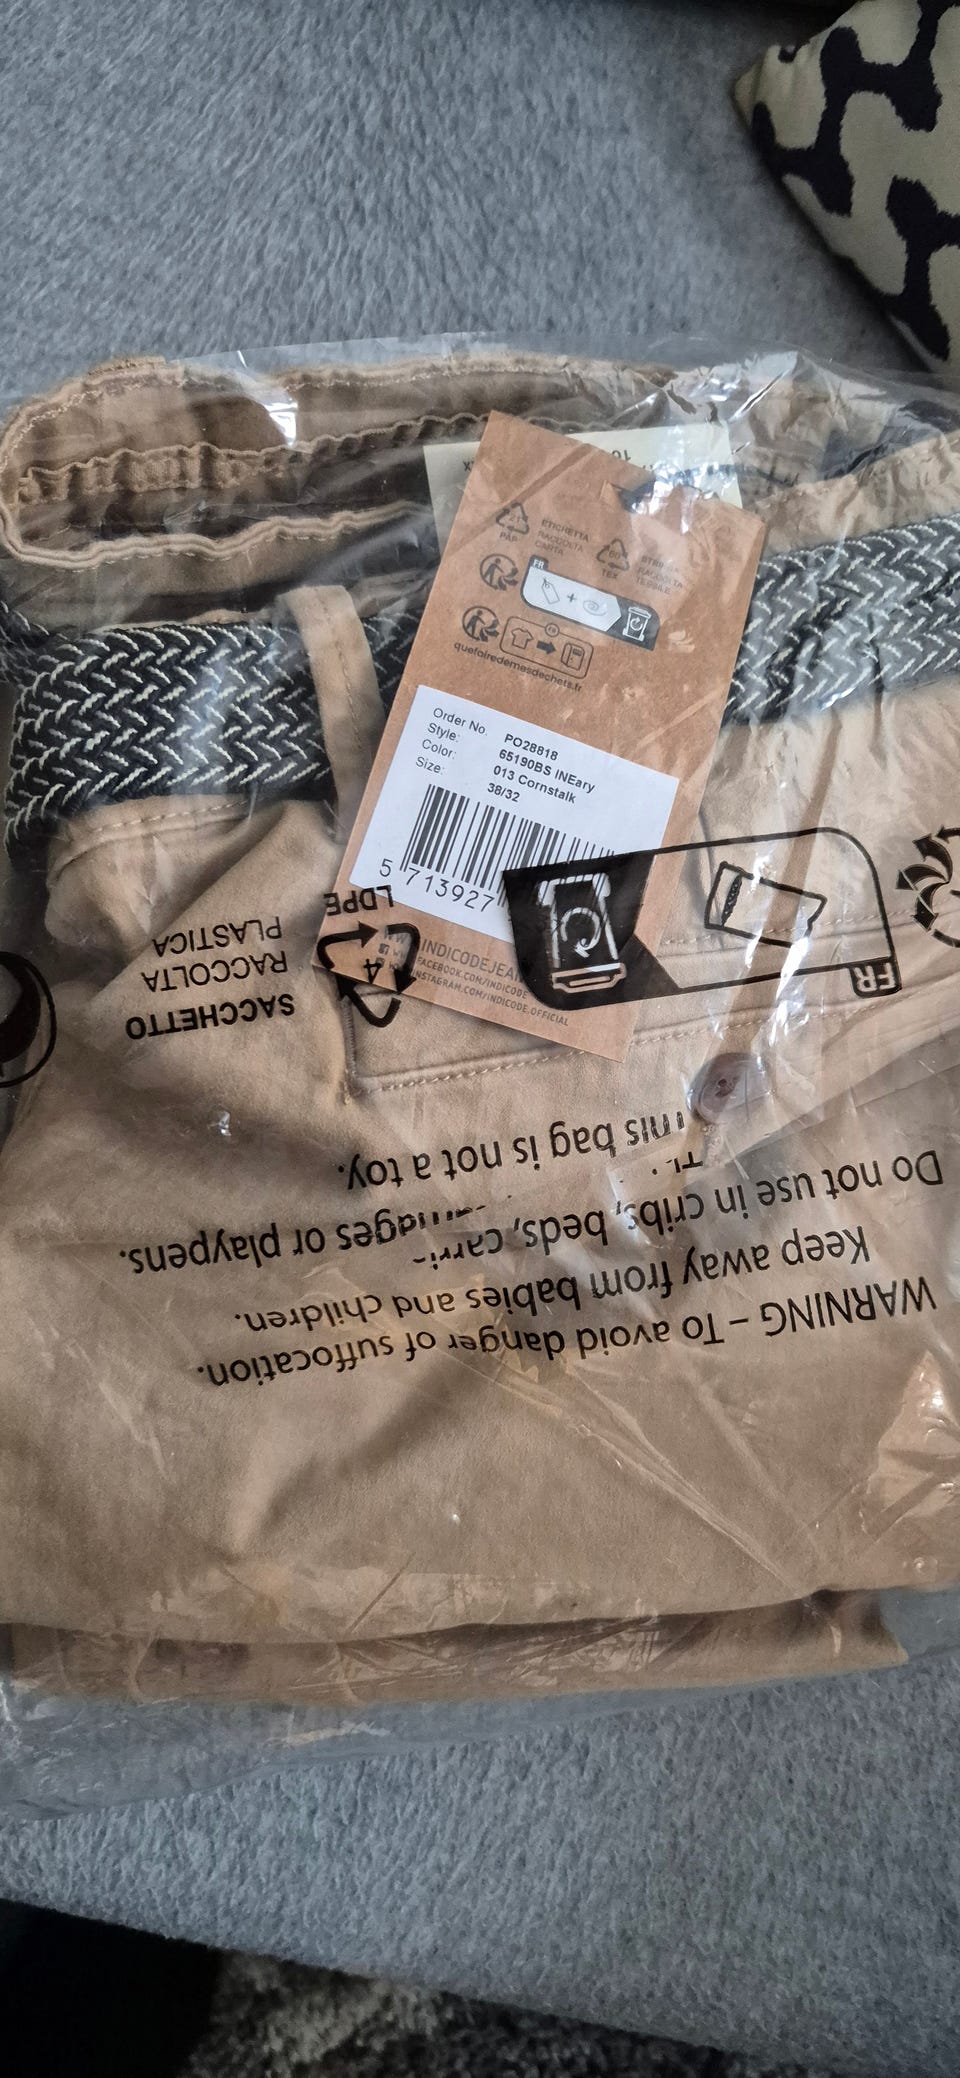 21
PAP
ETICHETTA
RACCOLTA
CARTA
TEX
RACCOLTA
TESSILE
FR
FR
quefairedemesdechets.fr
Order No. PO28818
Style: 65190BS INEary
Color: 013 Cornstalk
Size: 38/32
5 713927
INDICODEJEAN
FACEBOOK.COM/INDICODE
INSTAGRAM.COM/INDICODE.OFFICIAL
FR
4
LDPE
SACCHETTO
RACCOLTA
PLASTICA
WARNING – To avoid danger of suffocation.
Keep away from babies and children.
Do not use in cribs, beds, carriages or playpens.
This bag is not a toy.